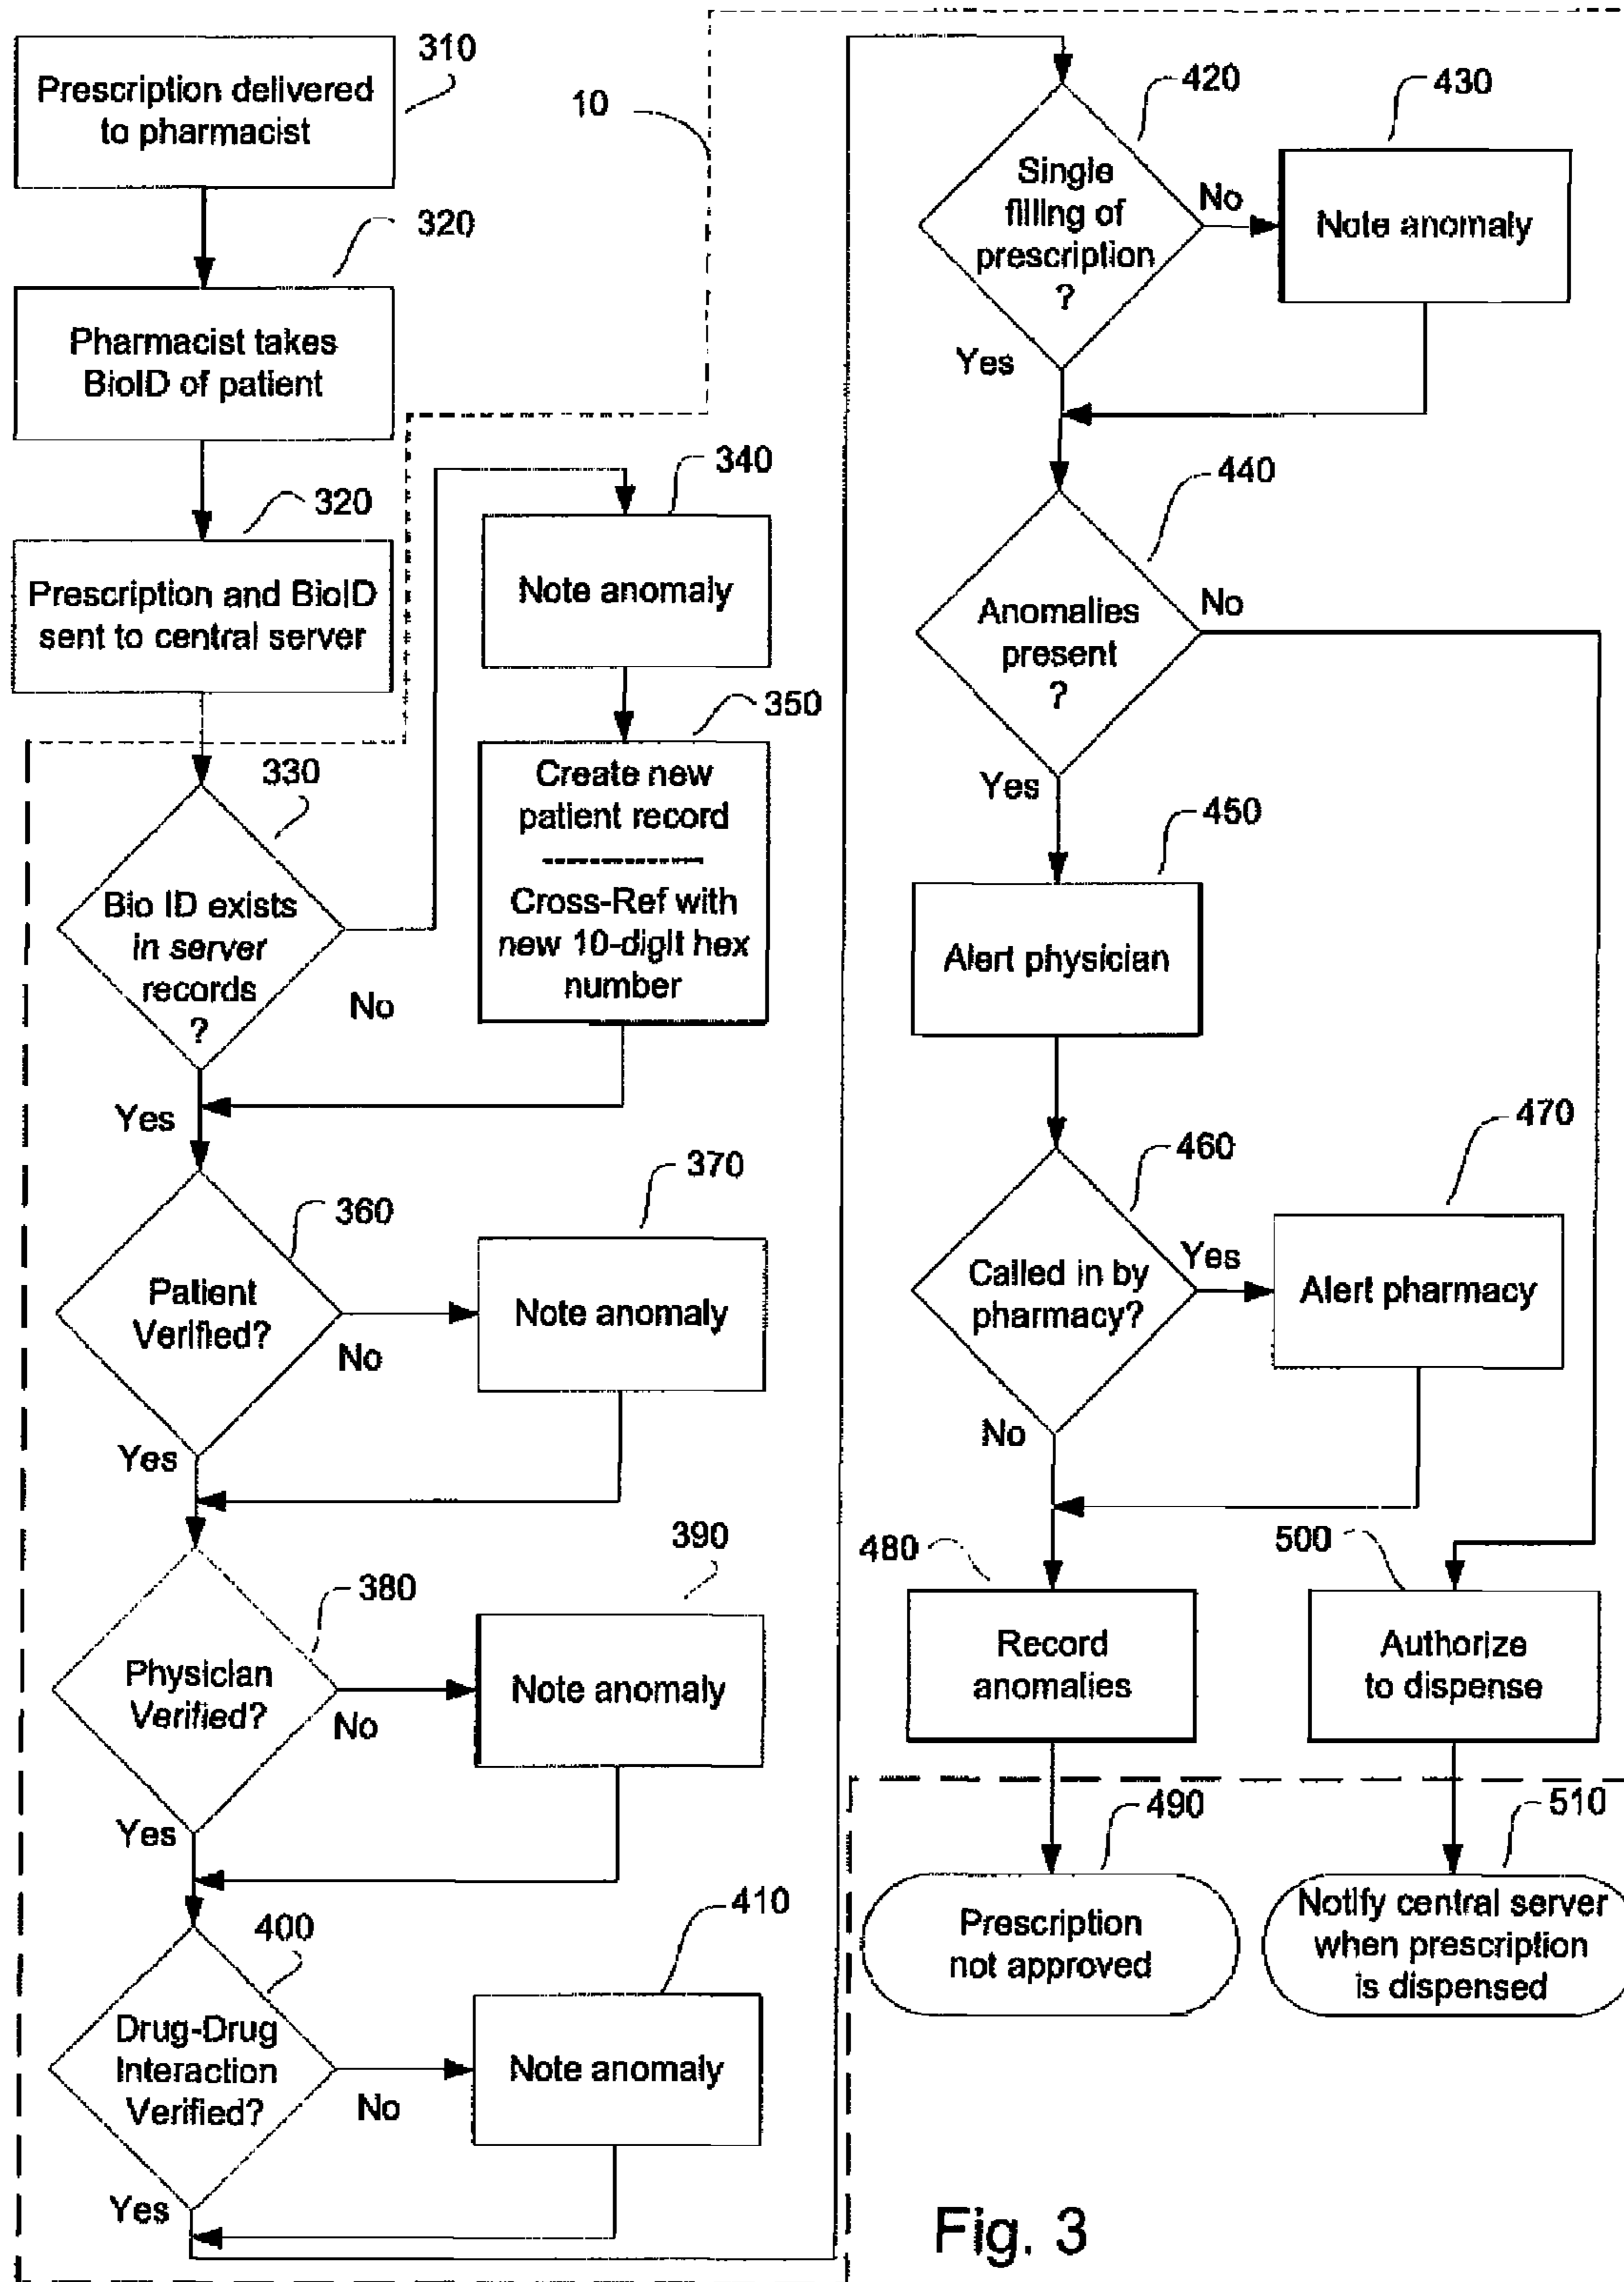 310
Prescription delivered
to pharmacist
10
320
Pharmacist takes
BioID of patient
320
Prescription and BioID
sent to central server
330
Bio ID exists
in server
records
?
No
Yes
340
Note anomaly
350
Create new
patient record
Cross-Ref with
new 10-digit hex
number
360
Patient
Verified?
No
Yes
370
Note anomaly
380
Physician
Verified?
No
Yes
390
Note anomaly
400
Drug-Drug
Interaction
Verified?
No
Yes
410
Note anomaly
420
Single
filling of
prescription
?
No
Yes
430
Note anomaly
440
Anomalies
present
?
No
Yes
450
Alert physician
460
Called in by
pharmacy?
Yes
No
470
Alert pharmacy
480
Record
anomalies
490
Prescription
not approved
500
Authorize
to dispense
510
Notify central server
when prescription
is dispensed
Fig. 3